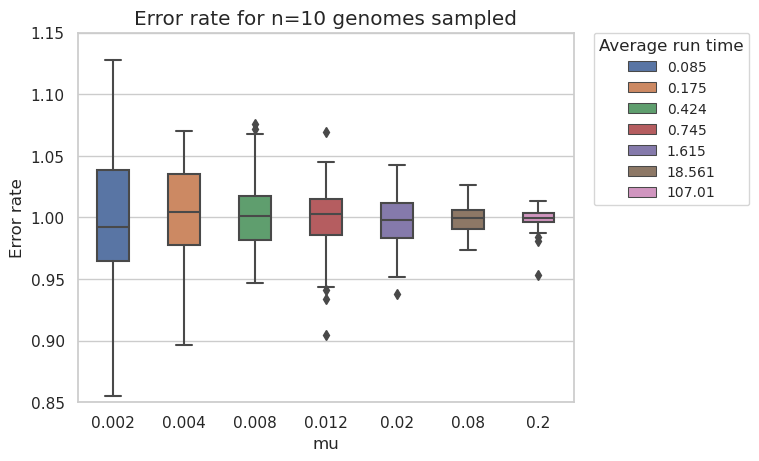 Error rate for n=10 genomes sampled
Error rate
1.15
1.10
1.05
1.00
0.95
0.90
0.85
0.002 0.004 0.008 0.012 0.02 0.08 0.2
mu
Average run time
0.085
0.175
0.424
0.745
1.615
18.561
107.01